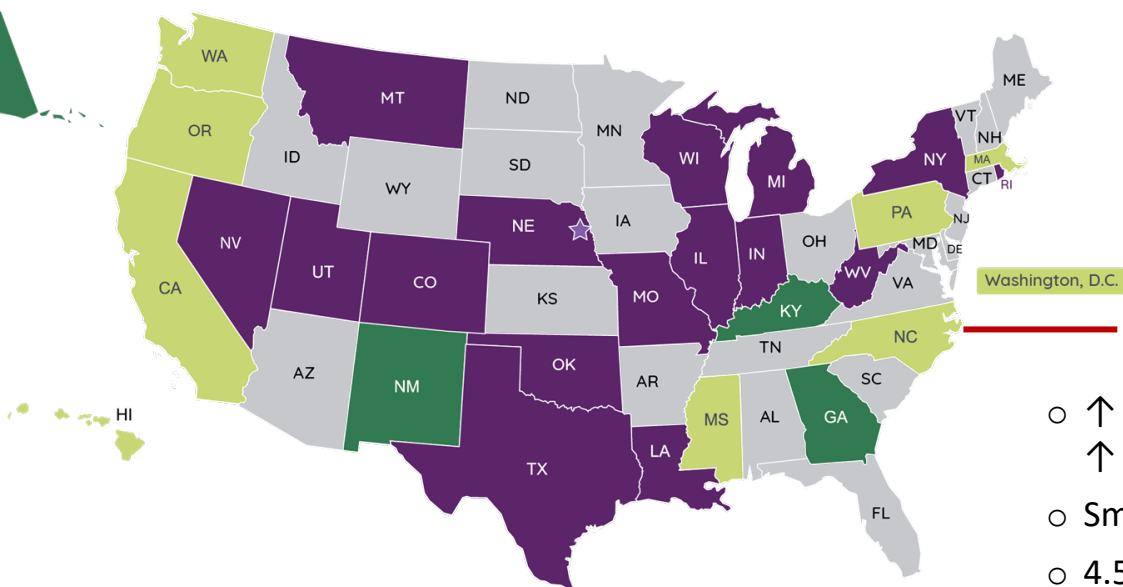 WA
MT
ND
MN
ME
VT
NH
OR
ID
SD
WI
MI
NY
MA
CT
RI
WY
IA
NE
PA
NJ
NV
UT
CO
IL
IN
OH
MD
DE
WV
VA
Washington, D.C.
CA
KS
MO
KY
NC
TN
AZ
NM
OK
AR
SC
HI
MS
AL
GA
TX
LA
FL
○ ↑
↑
○ Sm
○ 4.5